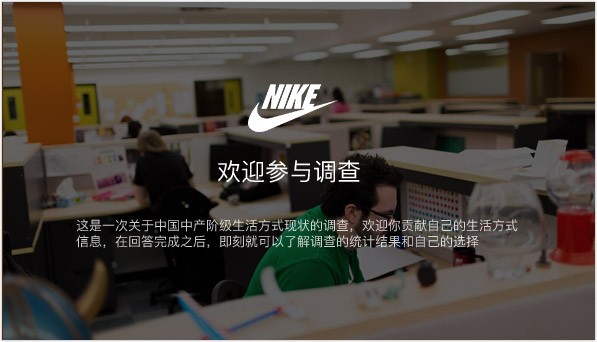 NIKE
欢迎参与调查
这是一次关于中国中产阶级生活方式现状的调查，欢迎你贡献自己的生活方式
信息，在回答完成之后，即刻就可以了解调查的统计结果和自己的选择